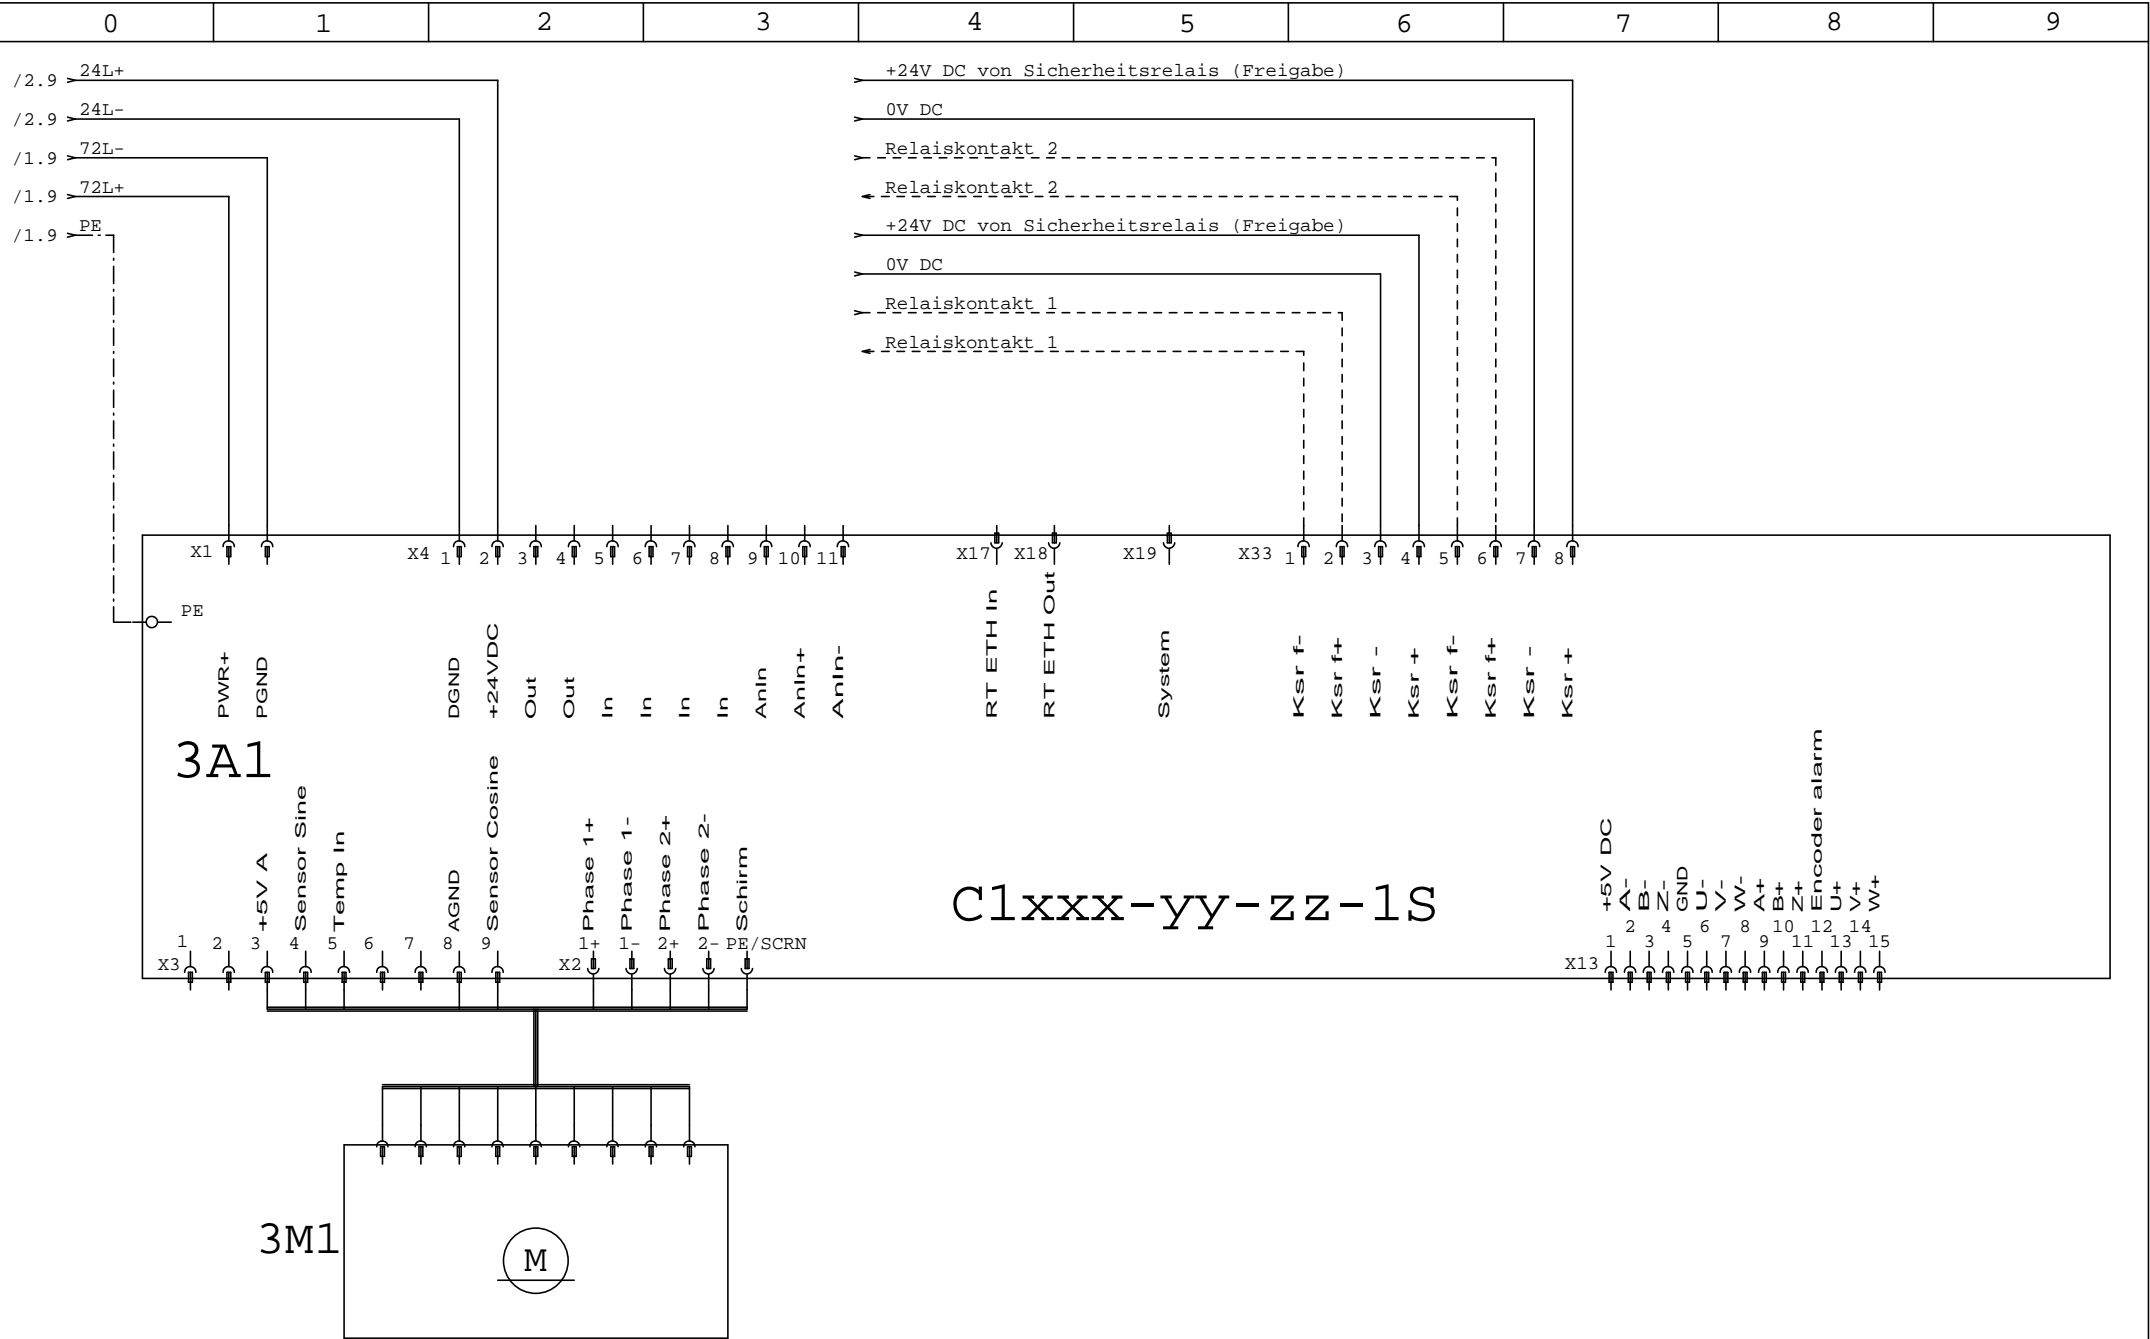 0 1 2 3 4 5 6 7 8 9
/2.9 24L+
/2.9 24L-
/1.9 72L-
/1.9 72L+
/1.9 PE
+24V DC von Sicherheitsrelais (Freigabe)
0V DC
Relaiskontakt 2
Relaiskontakt 2
+24V DC von Sicherheitsrelais (Freigabe)
0V DC
Relaiskontakt 1
Relaiskontakt 1
X1
X4 1 2 3 4 5 6 7 8 9 10 11
X17 X18
X19
X33 1 2 3 4 5 6 7 8
PE
PWR+
PGND
DGND
+24VDC
Out
Out
In
In
In
In
AnIn
AnIn+
AnIn-
RT ETH In
RT ETH Out
System
Ksr f-
Ksr f+
Ksr -
Ksr +
Ksr f-
Ksr f+
Ksr -
Ksr +
3A1
+5V A
Sensor Sine
Temp In
AGND
Sensor Cosine
Phase 1+
Phase 1-
Phase 2+
Phase 2-
Schirm
C1xxx-yy-zz-1S
+5V DC
A-
B-
Z-
GND
U-
V-
W-
A+
B+
Z+
Encoder alarm
U+
V+
W+
X3 1 2 3 4 5 6 7 8 9
X2 1+ 1- 2+ 2- PE/SCRN
X13 1 2 3 4 5 6 7 8 9 10 11 12 13 14 15
3M1
M